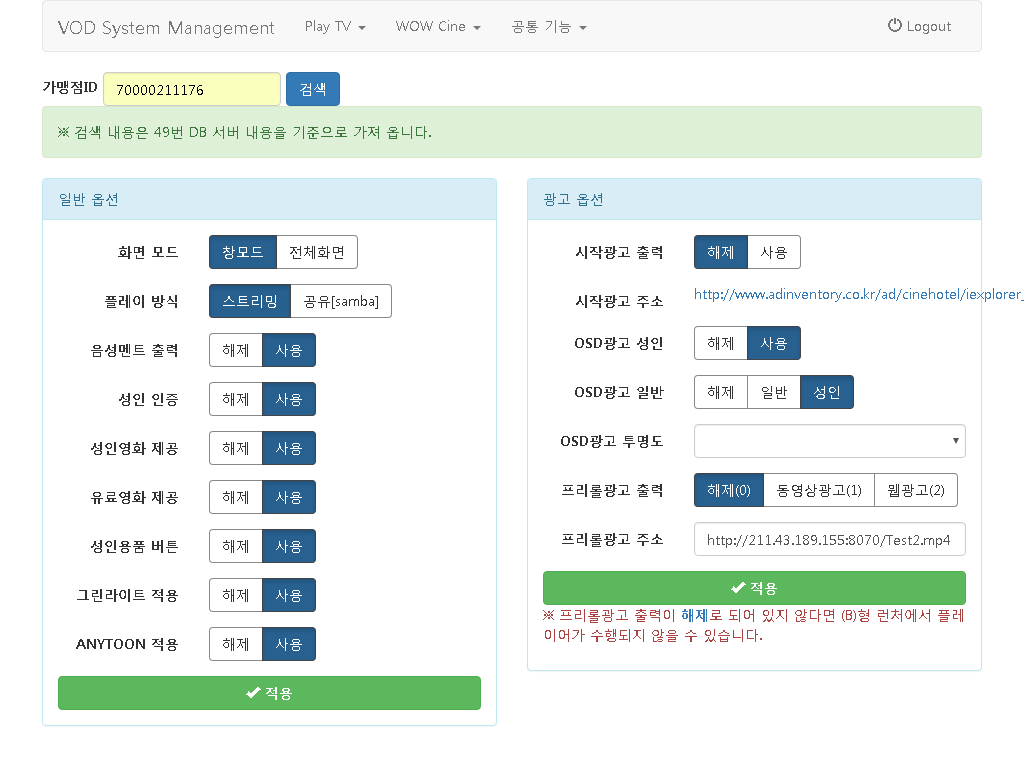 VOD System Management Play TV WOW Cine 공통 기능 Logout
가맹점ID 70000211176 검색
※ 검색 내용은 49번 DB 서버 내용을 기준으로 가져 옵니다.
일반 옵션
화면 모드 창모드 전체화면
플레이 방식 스트리밍 공유[samba]
음성멘트 출력 해제 사용
성인 인증 해제 사용
성인영화 제공 해제 사용
유료영화 제공 해제 사용
성인용품 버튼 해제 사용
그린라이트 적용 해제 사용
ANYTOON 적용 해제 사용
적용
광고 옵션
시작광고 출력 해제 사용
시작광고 주소 http://www.adinventory.co.kr/ad/cinehotel/iexplorer_
OSD광고 성인 해제 사용
OSD광고 일반 해제 일반 성인
OSD광고 투명도
프리롤광고 출력 해제(0) 동영상광고(1) 웹광고(2)
프리롤광고 주소 http://211.43.189.155:8070/Test2.mp4
적용
※ 프리롤광고 출력이 해제로 되어 있지 않다면 (B)형 런처에서 플레
이어가 수행되지 않을 수 있습니다.